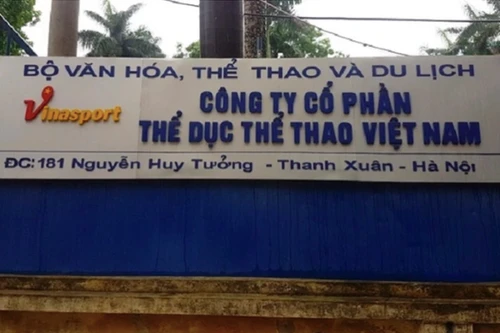 BỘ VĂN HÓA, THỂ THAO VÀ DU LỊCH
Vinasport
CÔNG TY CỔ PHẦN
THỂ DỤC THỂ THAO VIỆT NAM
ĐC: 181 Nguyễn Huy Tưởng - Thanh Xuân - Hà Nội